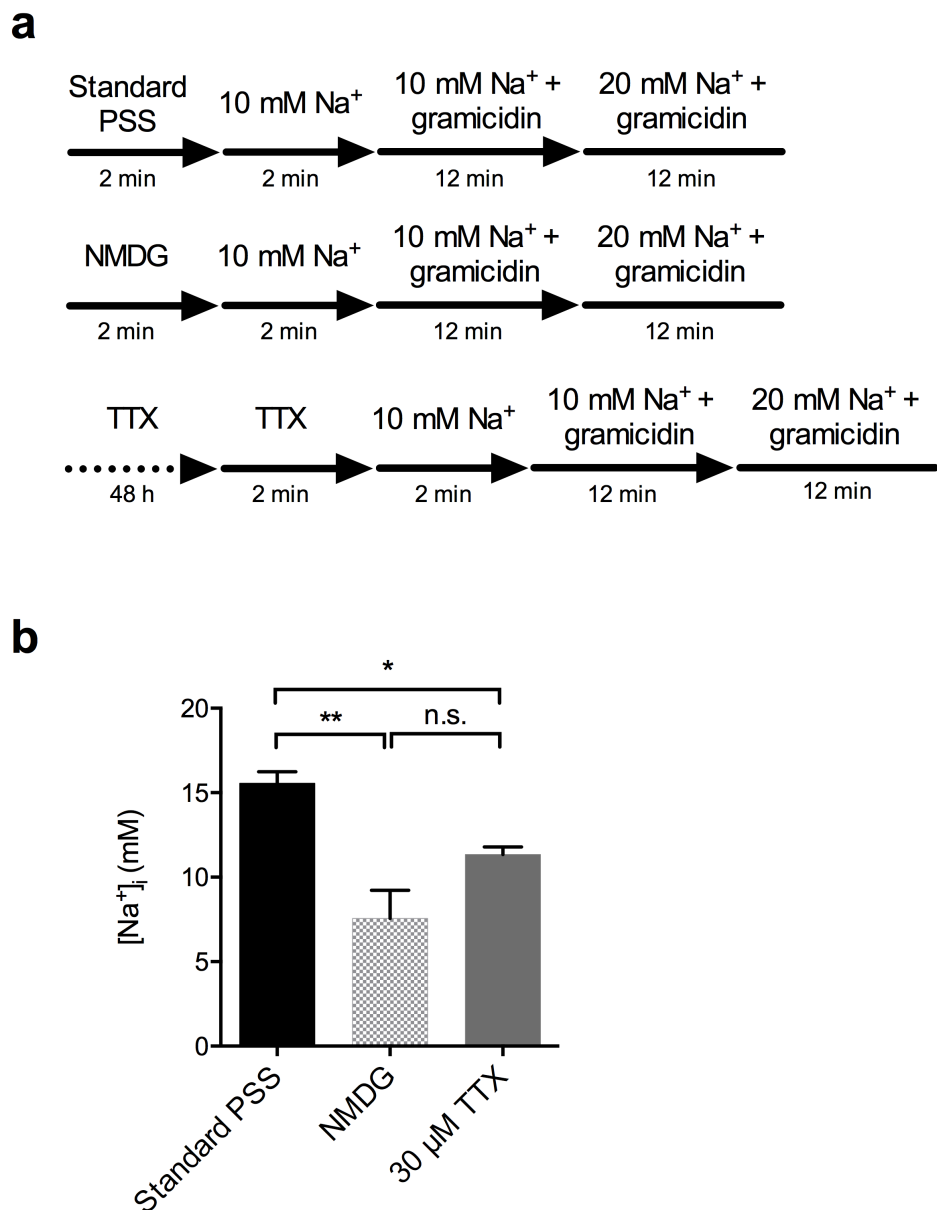 a
Standard
PSS
10 mM Na⁺
10 mM Na⁺ +
gramicidin
20 mM Na⁺ +
gramicidin
2 min
2 min
12 min
12 min
NMDG
10 mM Na⁺
10 mM Na⁺ +
gramicidin
20 mM Na⁺ +
gramicidin
2 min
2 min
12 min
12 min
TTX
TTX
10 mM Na⁺
10 mM Na⁺ +
gramicidin
20 mM Na⁺ +
gramicidin
48 h
2 min
2 min
12 min
12 min
b
*
**
n.s.
20
15
10
5
0
[Na⁺]ᵢ (mM)
Standard PSS
NMDG
30 µM TTX